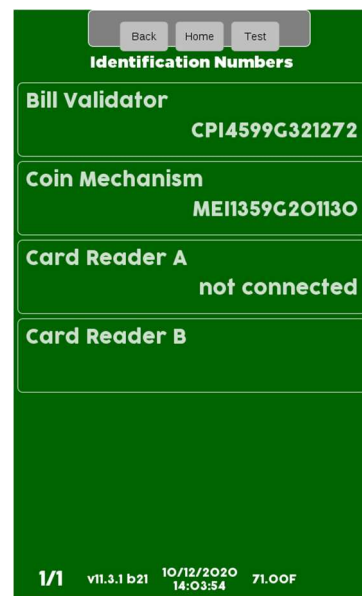 Back Home Test
Identification Numbers
Bill Validator
CPI4599G321272
Coin Mechanism
MEI1359G201130
Card Reader A
not connected
Card Reader B
1/1 v11.3.1 b21 10/12/2020 14:03:54 71.00F